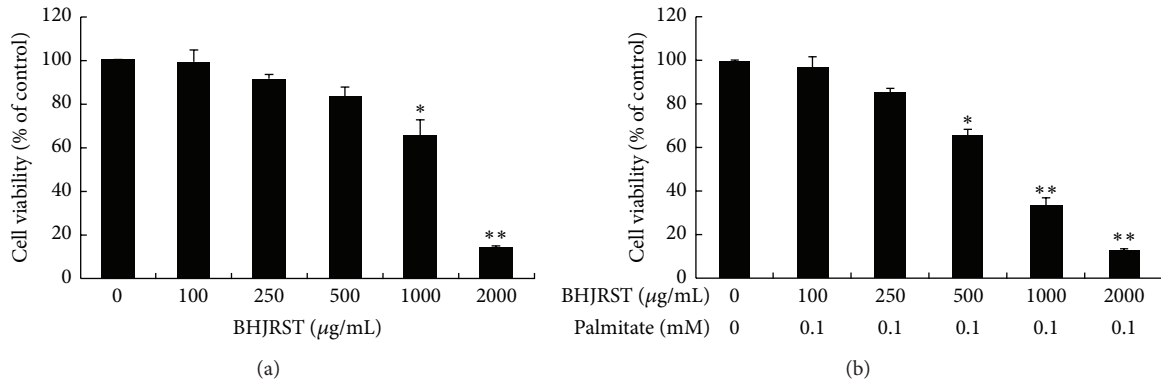 120
100
80
60
40
20
0
Cell viability (% of control)
*
**
0 100 250 500 1000 2000
BHJRST (μg/mL)
(a)
120
100
80
60
40
20
0
Cell viability (% of control)
*
**
**
BHJRST (μg/mL) 0 100 250 500 1000 2000
Palmitate (mM) 0 0.1 0.1 0.1 0.1 0.1
(b)